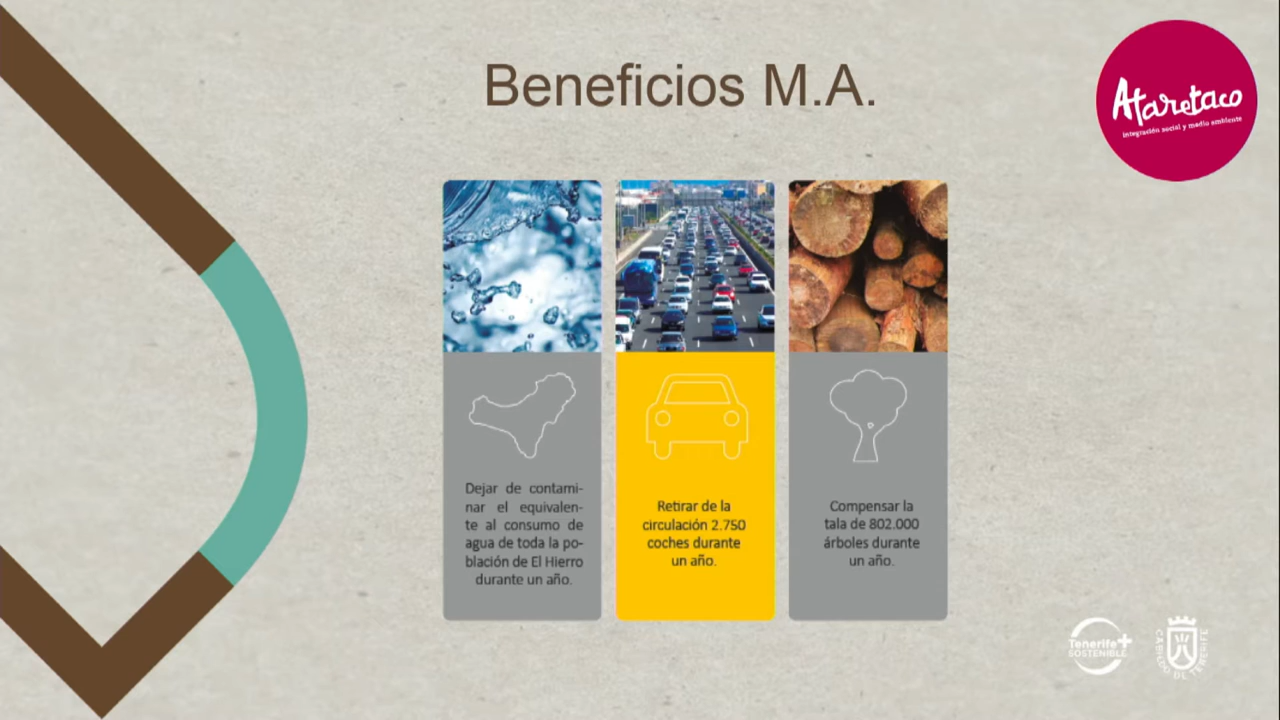 Beneficios M.A.
Ataretaco
integración social y medio ambiente
Dejar de contami-
nar el equivalen-
te al consumo de
agua de toda la po-
blación de El Hierro
durante un año.
Retirar de la
circulación 2.750
coches durante
un año.
Compensar la
tala de 802.000
árboles durante
un año.
Tenerife+
SOSTENIBLE
CABILDO DE TENERIFE